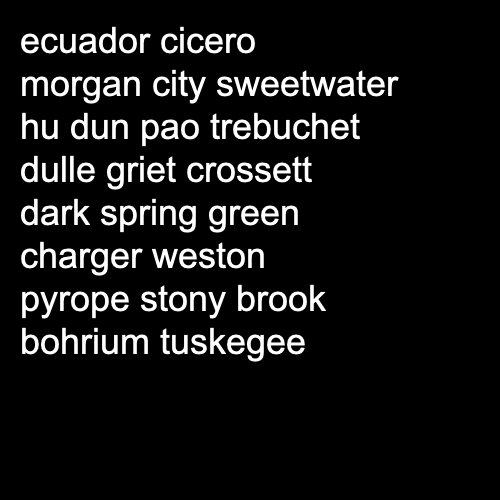 ecuador cicero
morgan city sweetwater
hu dun pao trebuchet
dulle griet crossett
dark spring green
charger weston
pyrope stony brook
bohrium tuskegee